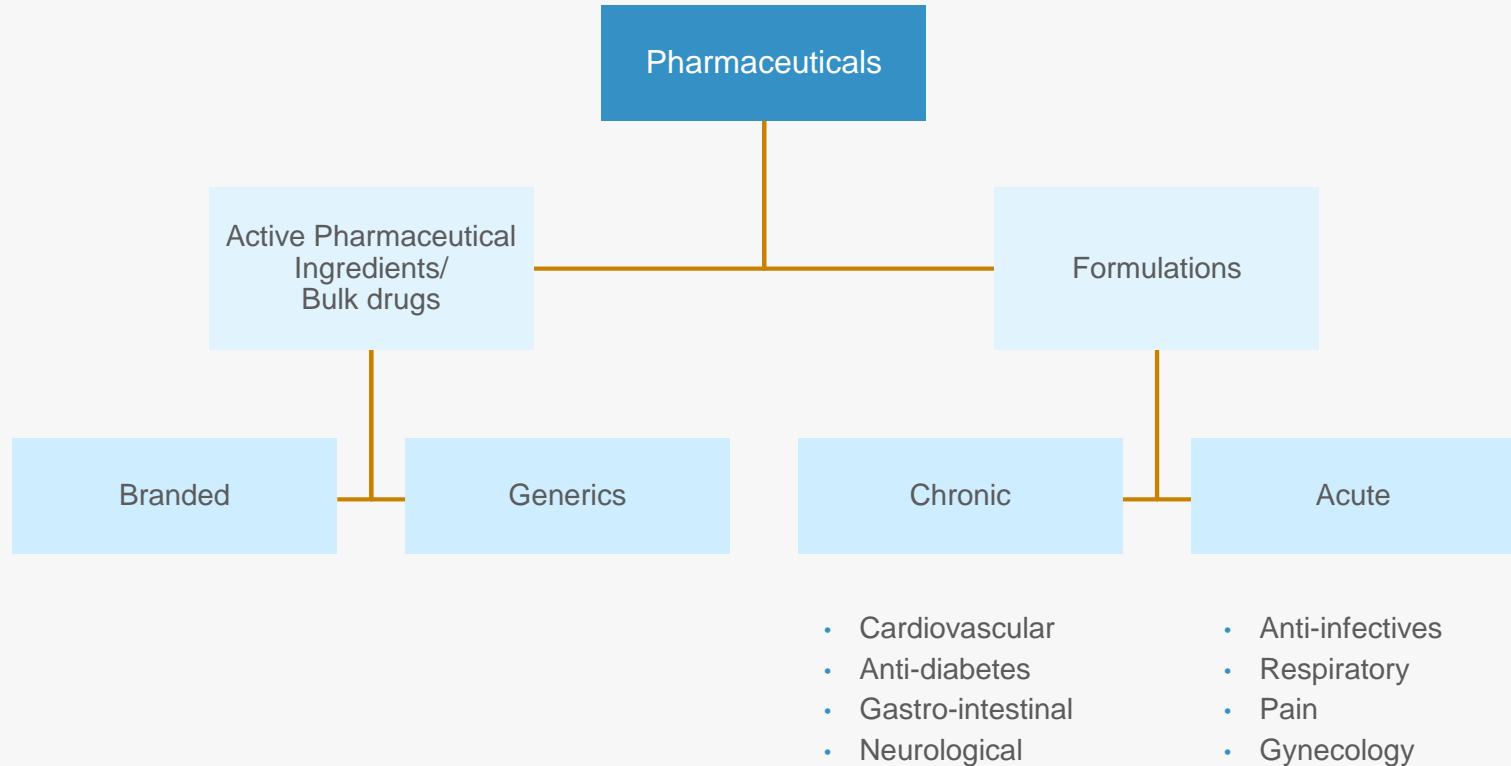 Pharmaceuticals
Active Pharmaceutical
Ingredients/
Bulk drugs
Formulations
Branded
Generics
Chronic
Acute
• Cardiovascular
• Anti-diabetes
• Gastro-intestinal
• Neurological
• Anti-infectives
• Respiratory
• Pain
• Gynecology